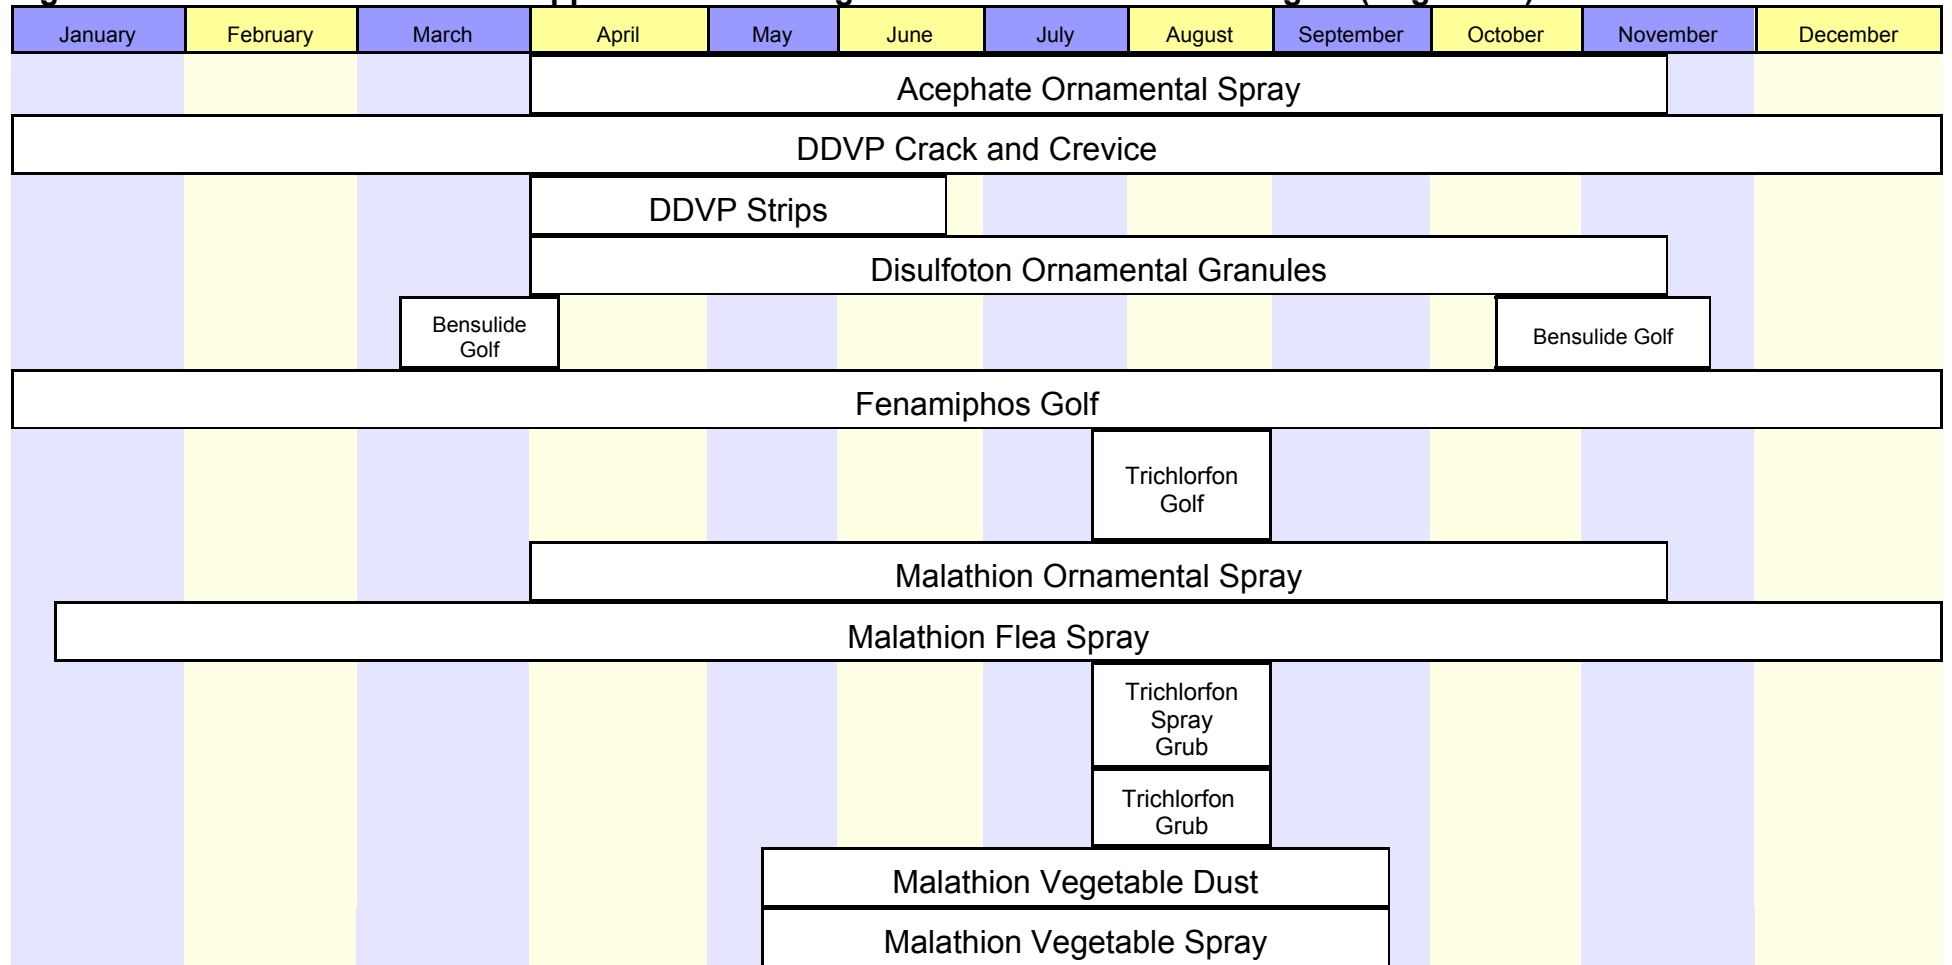 January February March April May June July August September October November December
Acephate Ornamental Spray
DDVP Crack and Crevice
DDVP Strips
Disulfoton Ornamental Granules
Bensulide
Golf
Bensulide Golf
Fenamiphos Golf
Trichlorfon
Golf
Malathion Ornamental Spray
Malathion Flea Spray
Trichlorfon
Spray
Grub
Trichlorfon
Grub
Malathion Vegetable Dust
Malathion Vegetable Spray